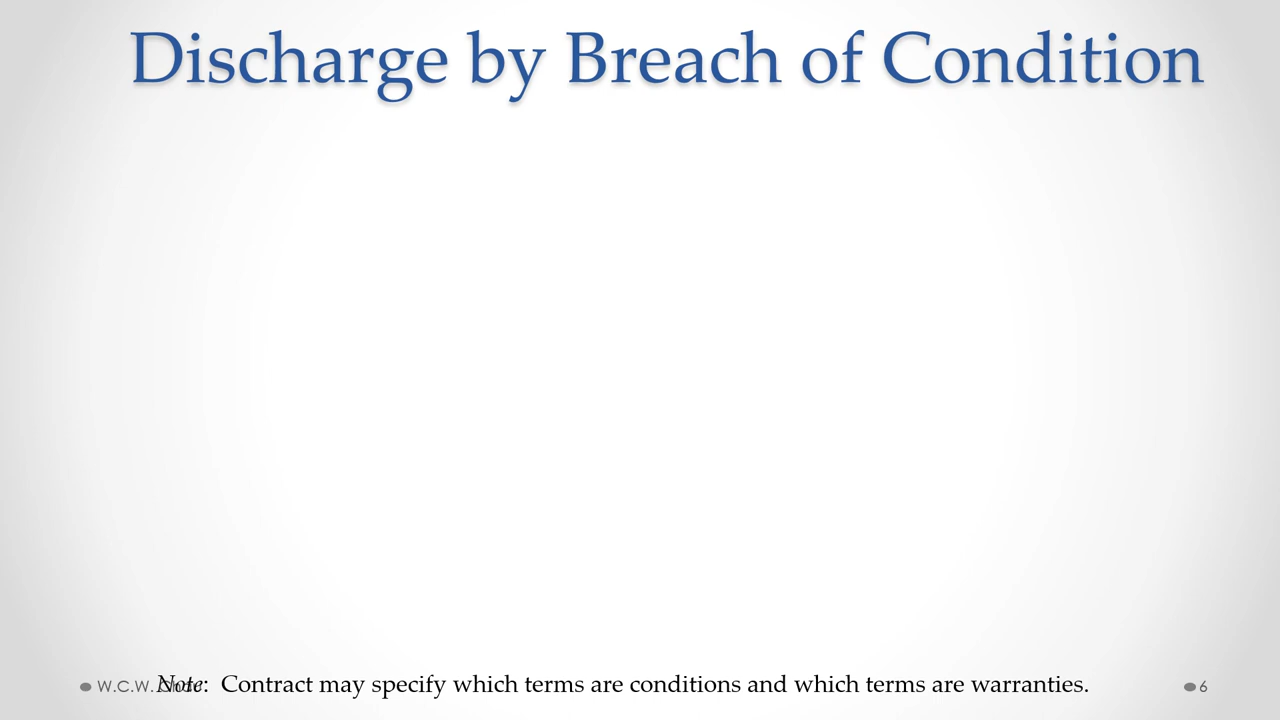 Discharge by Breach of Condition
W.C.W.
Note: Contract may specify which terms are conditions and which terms are warranties.
6